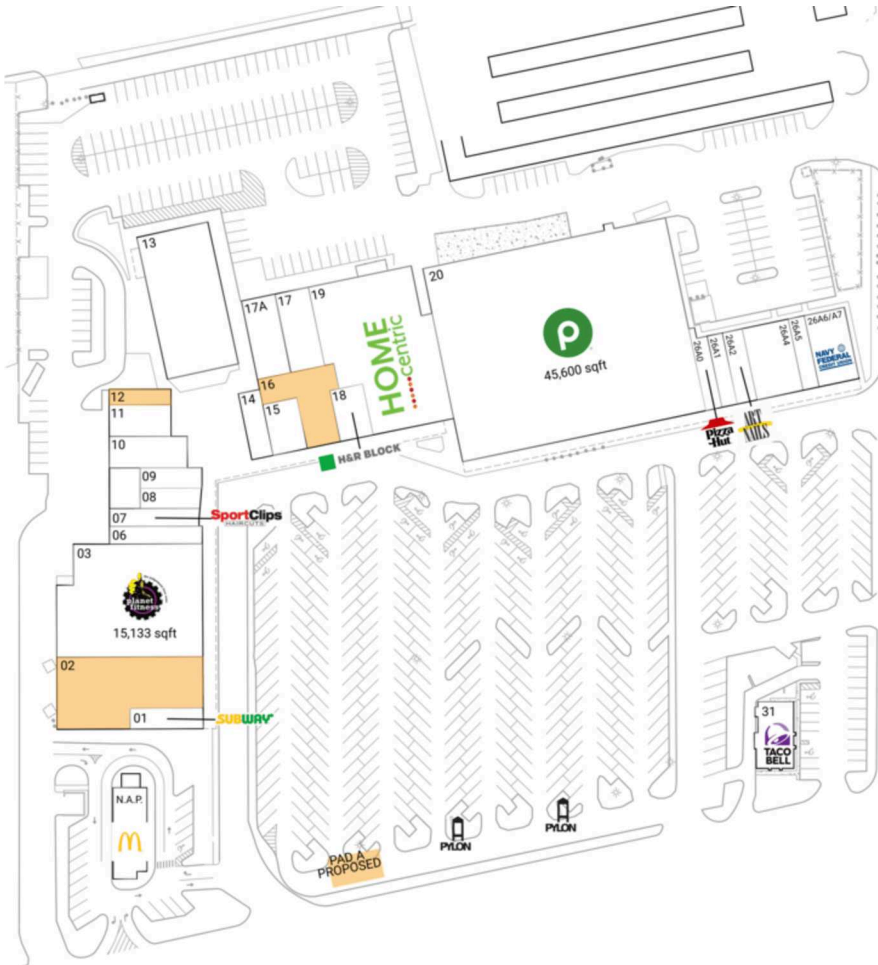 13
20
17A
17
19
HOME
centric
p
45,600 sqft
26A0
26A1
26A2
26A4
26A5
26A6/A7
NAVY
FEDERAL
Credit Union
16
14
15
18
12
11
10
09
08
07
06
03
H&R BLOCK
Pizza
Hut
ART
NAILS
SportClips
HAIRCUTS
planet
fitness
15,133 sqft
02
01
SUBWAY
31
TACO
BELL
N.A.P.
PYLON
PYLON
PAD A
PROPOSED